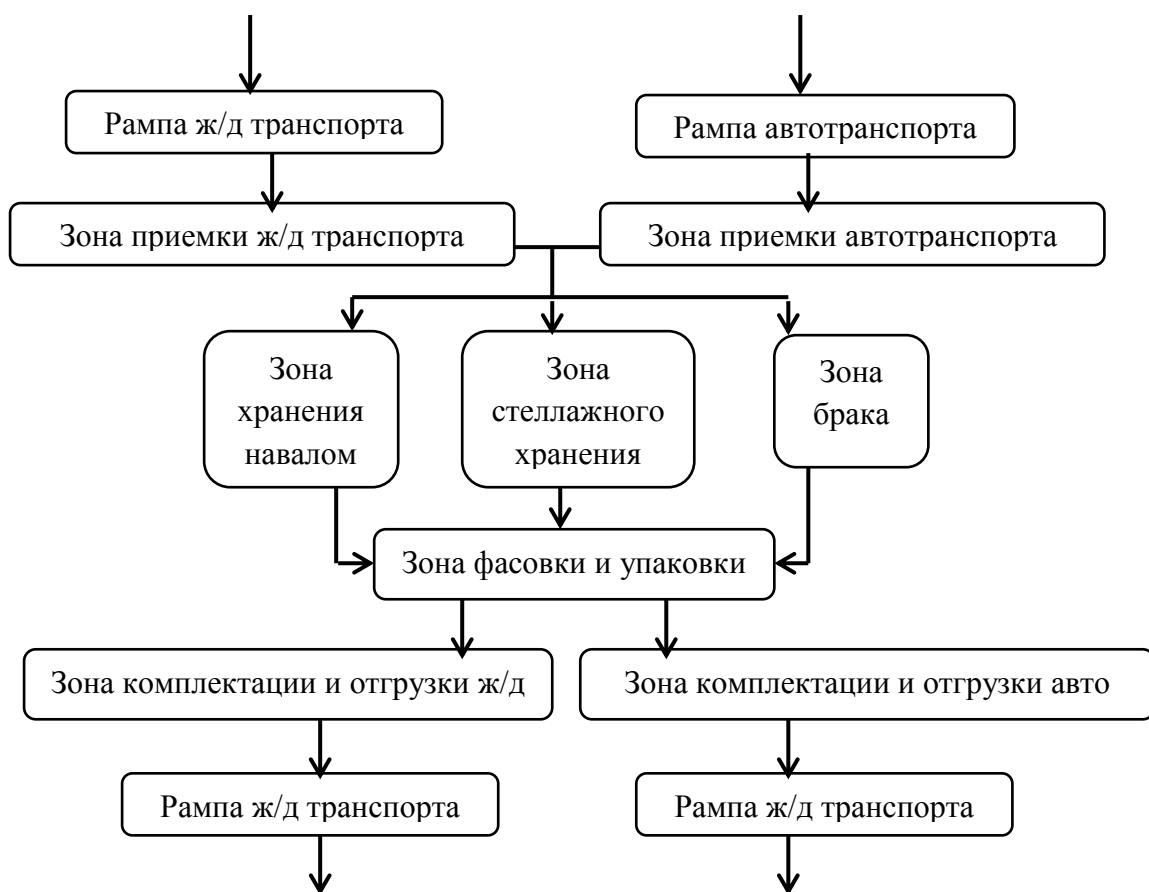 Рампа ж/д транспорта
Рампа автотранспорта
Зона приемки ж/д транспорта
Зона приемки автотранспорта
Зона
хранения
навалом
Зона
стеллажного
хранения
Зона
брака
Зона фасовки и упаковки
Зона комплектации и отгрузки ж/д
Зона комплектации и отгрузки авто
Рампа ж/д транспорта
Рампа ж/д транспорта